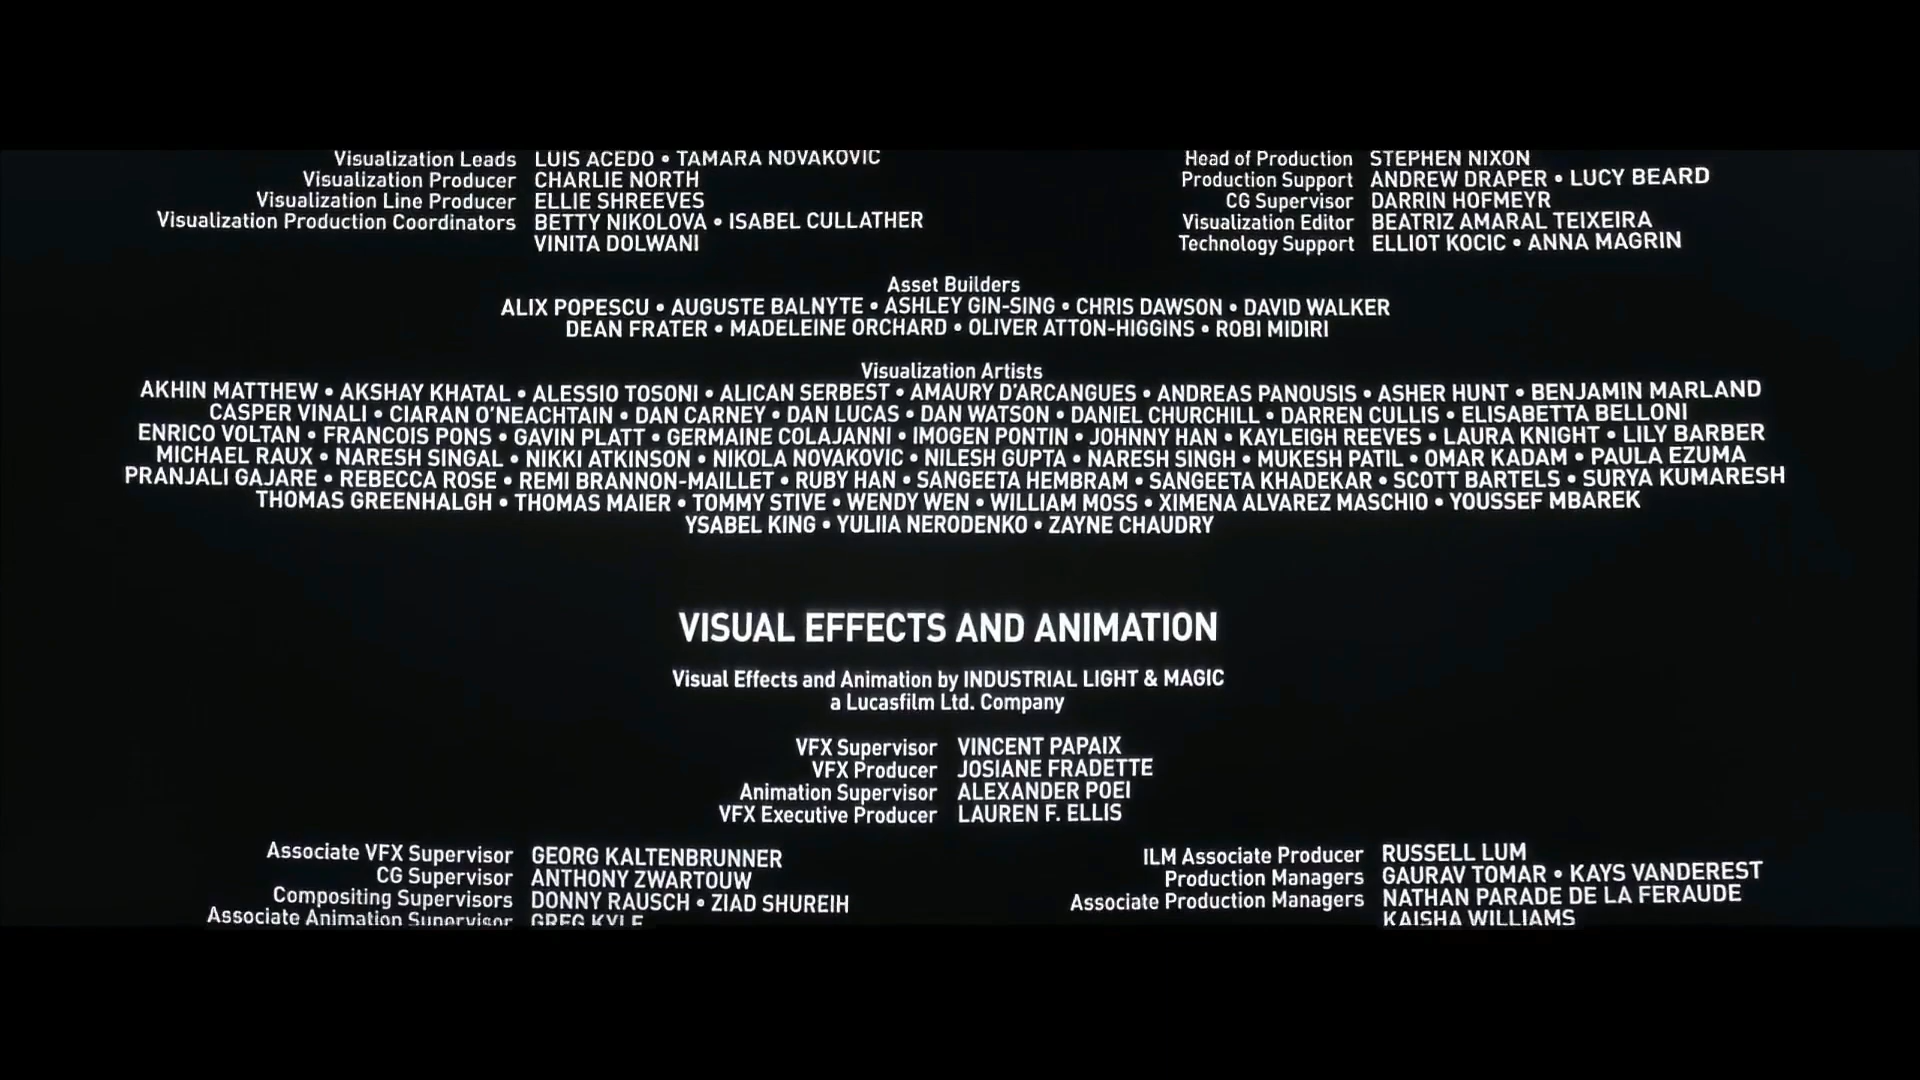 Visualization Leads LUIS ACEDO • TAMARA NOVAKOVIC
Visualization Producer CHARLIE NORTH
Visualization Line Producer ELLIE SHREEVES
Visualization Production Coordinators BETTY NIKOLOVA • ISABEL CULLATHER
VINITA DOLWANI
Head of Production STEPHEN NIXON
Production Support ANDREW DRAPER • LUCY BEARD
CG Supervisor DARRIN HOFMEYR
Visualization Editor BEATRIZ AMARAL TEIXEIRA
Technology Support ELLIOT KOCIC • ANNA MAGRIN
Asset Builders
ALIX POPESCU • AUGUSTE BALNYTE • ASHLEY GIN-SING • CHRIS DAWSON • DAVID WALKER
DEAN FRATER • MADELEINE ORCHARD • OLIVER ATTON-HIGGINS • ROBI MIDIRI
Visualization Artists
AKHIN MATTHEW • AKSHAY KHATAL • ALESSIO TOSONI • ALICAN SERBEST • AMAURY D'ARCANGUES • ANDREAS PANOUSIS • ASHER HUNT • BENJAMIN MARLAND
CASPER VINALI • CIARAN O'NEACHTAIN • DAN CARNEY • DAN LUCAS • DAN WATSON • DANIEL CHURCHILL • DARREN CULLIS • ELISABETTA BELLONI
ENRICO VOLTAN • FRANCOIS PONS • GAVIN PLATT • GERMAINE COLAJANNI • IMOGEN PONTIN • JOHNNY HAN • KAYLEIGH REEVES • LAURA KNIGHT • LILY BARBER
MICHAEL RAUX • NARESH SINGAL • NIKKI ATKINSON • NIKOLA NOVAKOVIC • NILESH GUPTA • NARESH SINGH • MUKESH PATIL • OMAR KADAM • PAULA EZUMA
PRANJALI GAJARE • REBECCA ROSE • REMI BRANNON-MAILLET • RUBY HAN • SANGEETA HEMBRAM • SANGEETA KHADEKAR • SCOTT BARTELS • SURYA KUMARESH
THOMAS GREENHALGH • THOMAS MAIER • TOMMY STIVE • WENDY WEN • WILLIAM MOSS • XIMENA ALVAREZ MASCHIO • YOUSSEF MBAREK
YSABEL KING • YULIIA NERODENKO • ZAYNE CHAUDRY
VISUAL EFFECTS AND ANIMATION
Visual Effects and Animation by INDUSTRIAL LIGHT & MAGIC
a Lucasfilm Ltd. Company
VFX Supervisor VINCENT PAPAIX
VFX Producer JOSIANE FRADETTE
Animation Supervisor ALEXANDER POEI
VFX Executive Producer LAUREN F. ELLIS
Associate VFX Supervisor GEORG KALTENBRUNNER
CG Supervisor ANTHONY ZWARTOUW
Compositing Supervisors DONNY RAUSCH • ZIAD SHUREIH
Associate Animation Supervisor GREG KYLE
ILM Associate Producer RUSSELL LUM
Production Managers GAURAV TOMAR • KAYS VANDEREST
Associate Production Managers NATHAN PARADE DE LA FERAUDE
KAISHA WILLIAMS